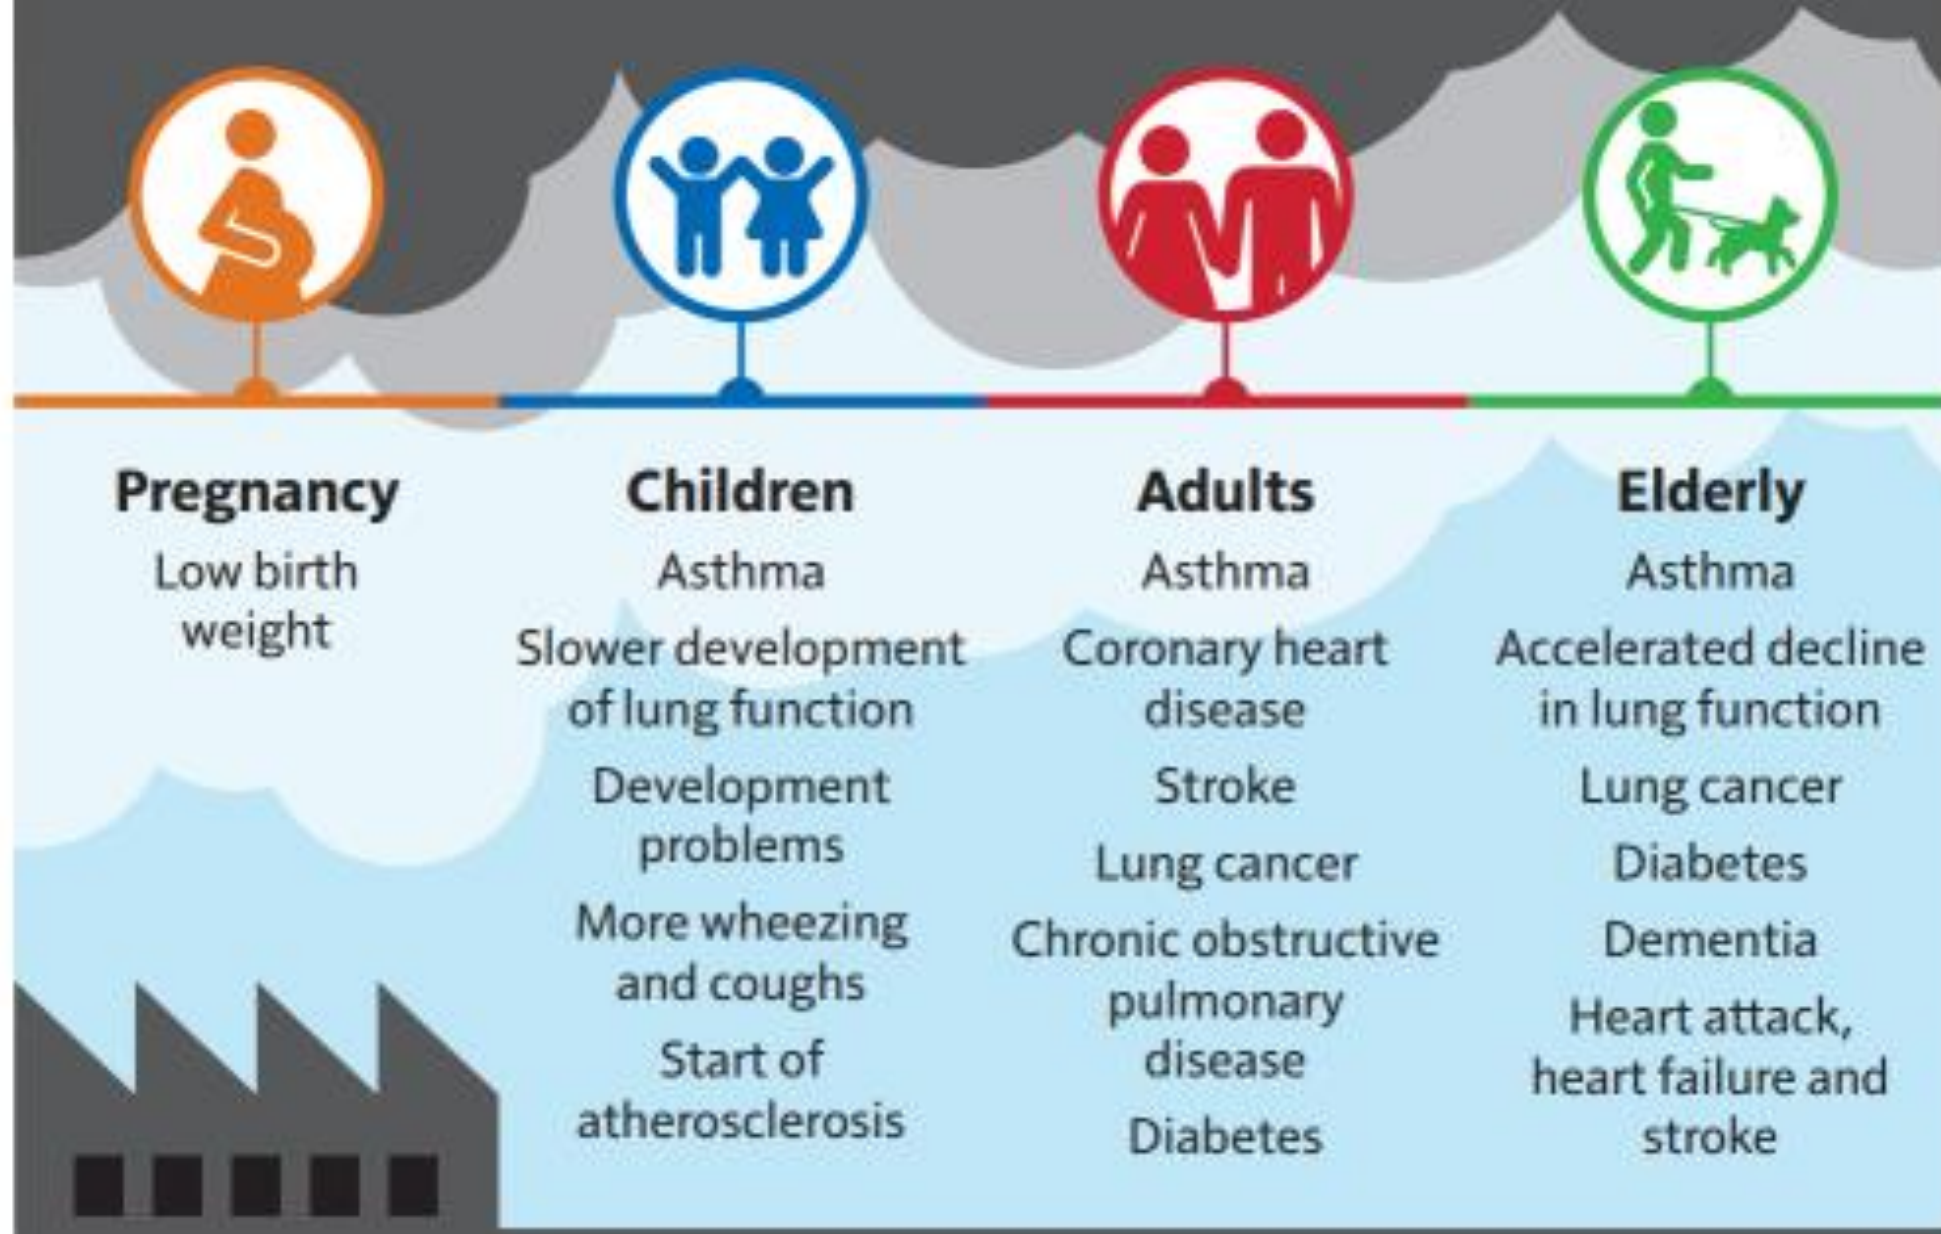 Pregnancy
Low birth
weight
Children
Asthma
Slower development
of lung function
Development
problems
More wheezing
and coughs
Start of
atherosclerosis
Adults
Asthma
Coronary heart
disease
Stroke
Lung cancer
Chronic obstructive
pulmonary
disease
Diabetes
Elderly
Asthma
Accelerated decline
in lung function
Lung cancer
Diabetes
Dementia
Heart attack,
heart failure and
stroke